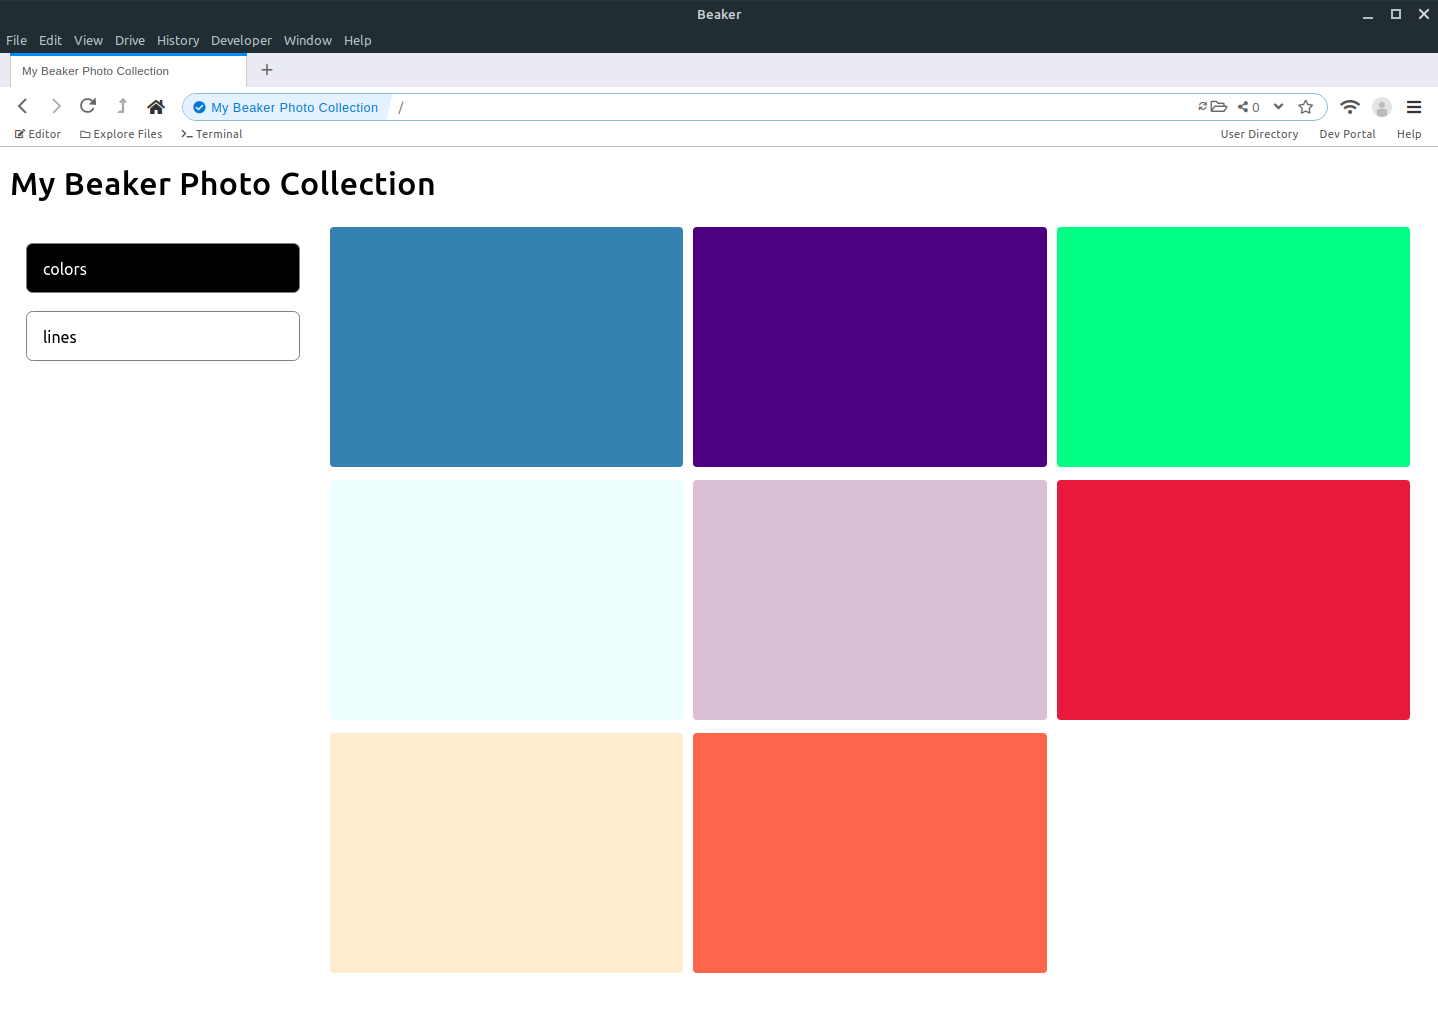 Beaker
File Edit View Drive History Developer Window Help
My Beaker Photo Collection
My Beaker Photo Collection / 0
Editor Explore Files Terminal User Directory Dev Portal Help
My Beaker Photo Collection
colors
lines